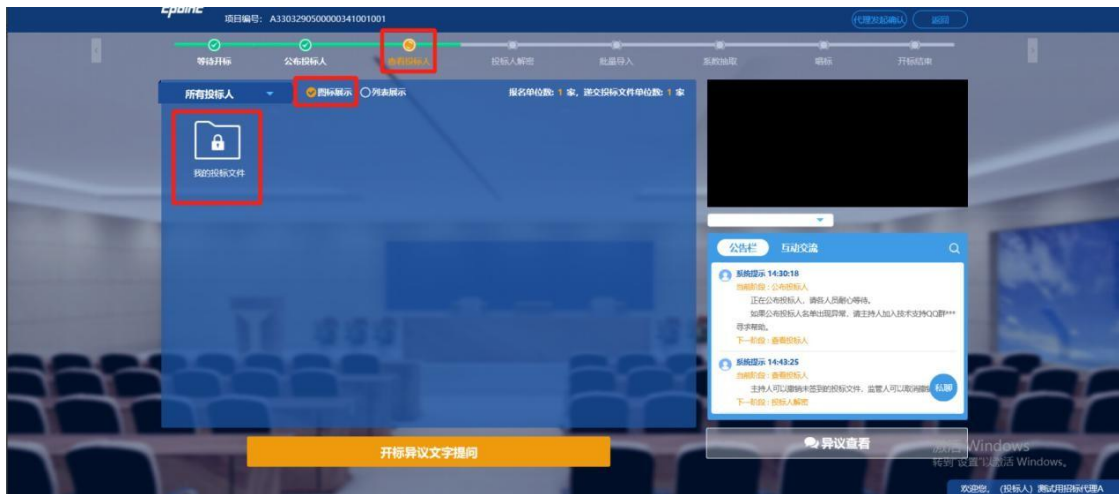 epoint
项目编号： A3303290500000341001001
代理发起确认
返回
等待开标
公布投标人
查看投标人
投标人解密
批量导入
系数抽取
唱标
开标结束
所有投标人
图标展示 列表展示
报名单位数: 1 家，递交投标文件单位数: 1 家
我的投标文件
公告栏 互动交流
系统提示 14:30:18
当前阶段：公布投标人
正在公布投标人，请各人员耐心等待。
如果公布投标人名单出现异常，请主持人加入技术支持QQ群***
寻求帮助。
下一阶段：查看投标人
系统提示 14:43:25
当前阶段：查看投标人
主持人可以撤销未签到的投标文件，监管人可以取消撤
私聊
下一阶段：投标人解密
开标异议文字提问
异议查看
激活 Windows
转到"设置"以激活 Windows。
欢迎您，（投标人）测试用招标代理A